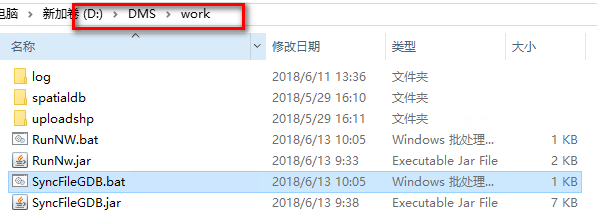 电脑 新加卷 (D:) DMS work
名称 修改日期 类型 大小
log 2018/6/11 13:36 文件夹
spatialdb 2018/5/29 16:10 文件夹
uploadshp 2018/5/29 16:11 文件夹
RunNW.bat 2018/6/13 10:05 Windows 批处理... 1 KB
RunNw.jar 2018/6/13 9:33 Executable Jar File 7 KB
SyncFileGDB.bat 2018/6/13 10:05 Windows 批处理... 1 KB
SyncFileGDB.jar 2018/6/13 9:38 Executable Jar File 7 KB